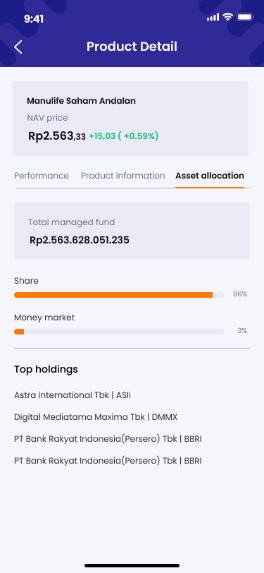 9:41
Product Detail
Manulife Saham Andalan
NAV price
Rp2.563,33 +15,03 ( +0.59%)
Performance Product information Asset allocation
Total managed fund
Rp2.563.628.051.235
Share
96%
Money market
3%
Top holdings
Astra international Tbk | ASII
Digital Mediatama Maxima Tbk | DMMX
PT Bank Rakyat Indonesia(Persero) Tbk | BBRI
PT Bank Rakyat Indonesia(Persero) Tbk | BBRI